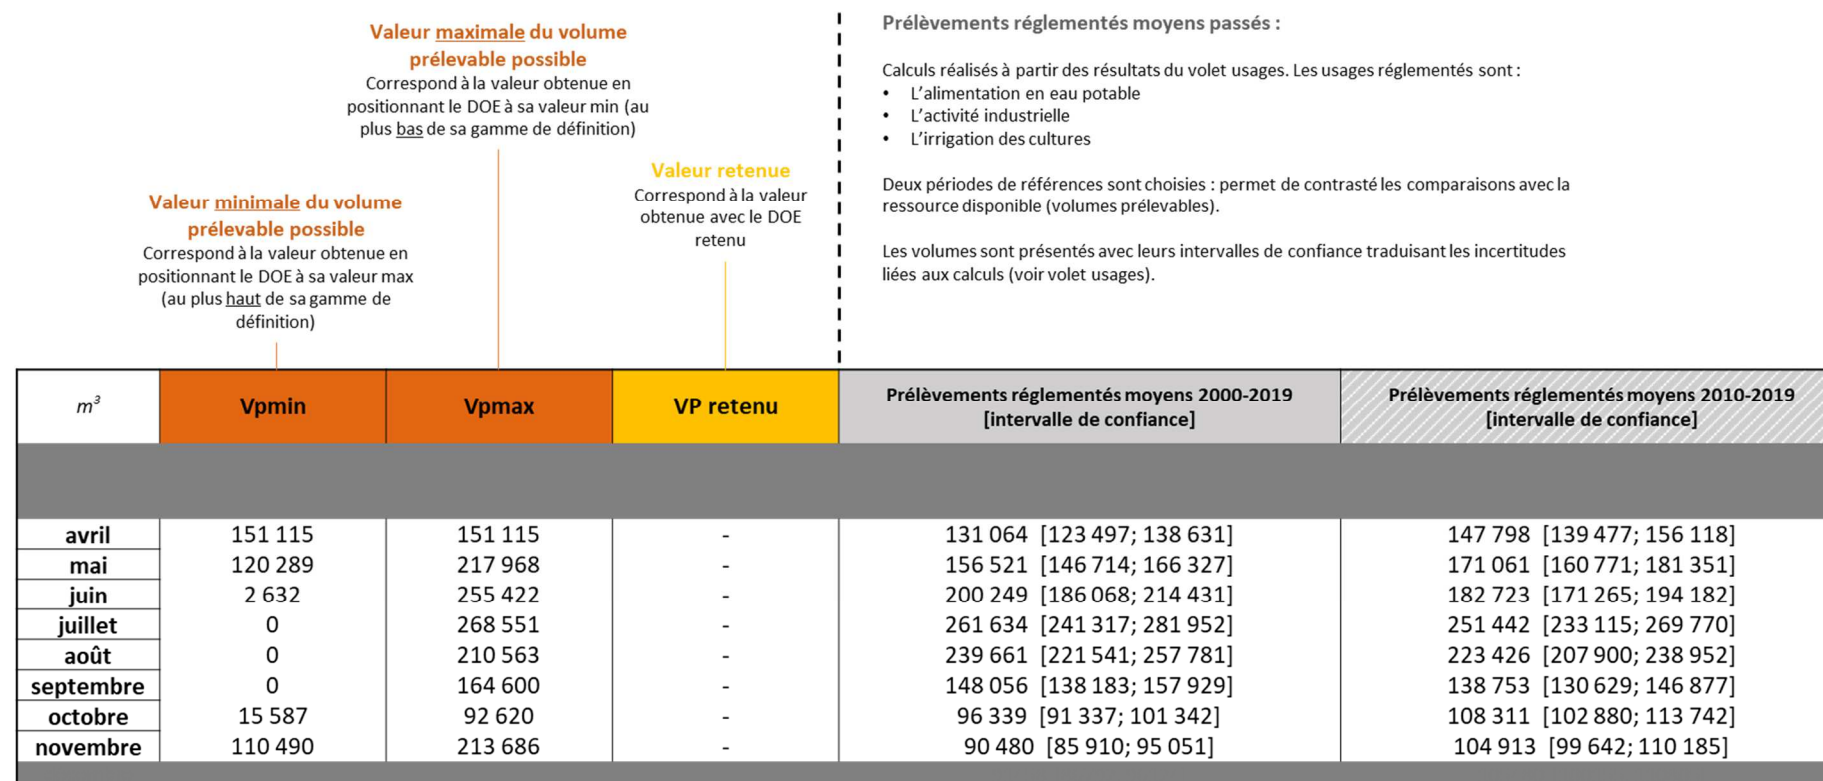 Valeur maximale du volume
prélevable possible
Correspond à la valeur obtenue en
positionnant le DOE à sa valeur min (au
plus bas de sa gamme de définition)
Valeur minimale du volume
prélevable possible
Correspond à la valeur obtenue en
positionnant le DOE à sa valeur max
(au plus haut de sa gamme de
définition)
Valeur retenue
Correspond à la valeur
obtenue avec le DOE
retenu
Prélèvements réglementés moyens passés :
Calculs réalisés à partir des résultats du volet usages. Les usages réglementés sont :
• L'alimentation en eau potable
• L'activité industrielle
• L'irrigation des cultures
Deux périodes de références sont choisies : permet de contrasté les comparaisons avec la
ressource disponible (volumes prélevables).
Les volumes sont présentés avec leurs intervalles de confiance traduisant les incertitudes
liées aux calculs (voir volet usages).
m³ Vpmin Vpmax VP retenu Prélèvements réglementés moyens 2000-2019 Prélèvements réglementés moyens 2010-2019
[intervalle de confiance] [intervalle de confiance]
avril 151 115 151 115 - 131 064 [123 497; 138 631] 147 798 [139 477; 156 118]
mai 120 289 217 968 - 156 521 [146 714; 166 327] 171 061 [160 771; 181 351]
juin 2 632 255 422 - 200 249 [186 068; 214 431] 182 723 [171 265; 194 182]
juillet 0 268 551 - 261 634 [241 317; 281 952] 251 442 [233 115; 269 770]
août 0 210 563 - 239 661 [221 541; 257 781] 223 426 [207 900; 238 952]
septembre 0 164 600 - 148 056 [138 183; 157 929] 138 753 [130 629; 146 877]
octobre 15 587 92 620 - 96 339 [91 337; 101 342] 108 311 [102 880; 113 742]
novembre 110 490 213 686 - 90 480 [85 910; 95 051] 104 913 [99 642; 110 185]